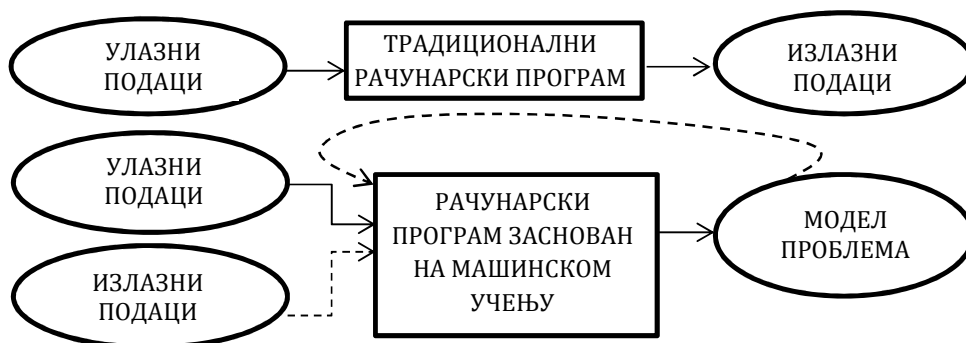 УЛАЗНИ
ПОДАЦИ
ТРАДИЦИОНАЛНИ
РАЧУНАРСКИ ПРОГРАМ
ИЗЛАЗНИ
ПОДАЦИ
УЛАЗНИ
ПОДАЦИ
ИЗЛАЗНИ
ПОДАЦИ
РАЧУНАРСКИ
ПРОГРАМ ЗАСНОВАН
НА МАШИНСКОМ
УЧЕЊУ
МОДЕЛ
ПРОБЛЕМА